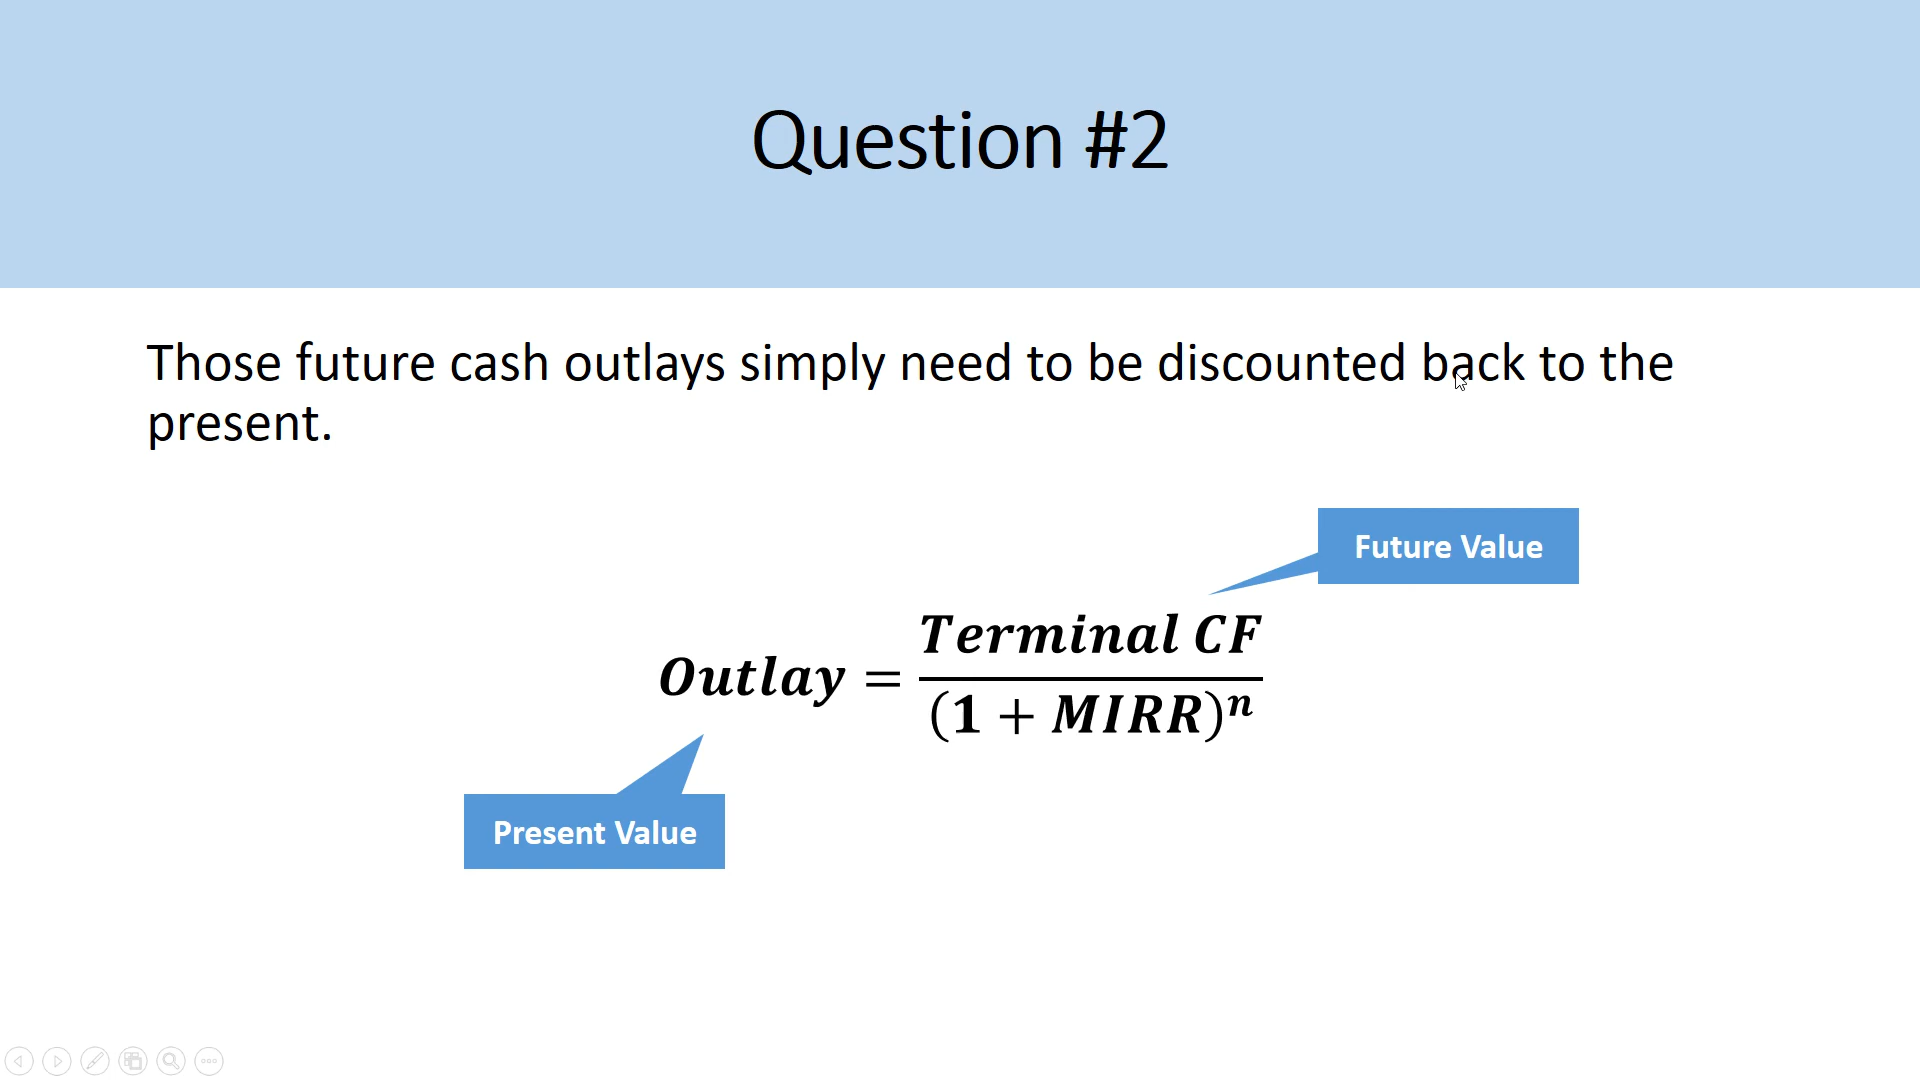 Question #2
Those future cash outlays simply need to be discounted back to the
present.
Future Value
Outlay = Terminal CF / (1 + MIRR)^n
Present Value